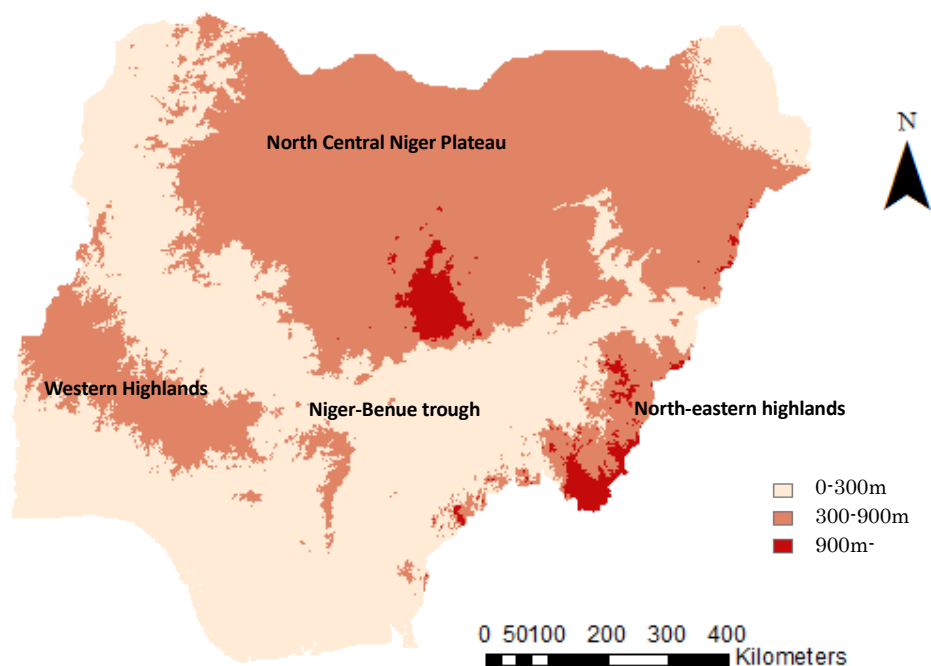 North Central Niger Plateau
N
Western Highlands
Niger-Benue trough
North-eastern highlands
0-300m
300-900m
900m-
0 50100 200 300 400
Kilometers